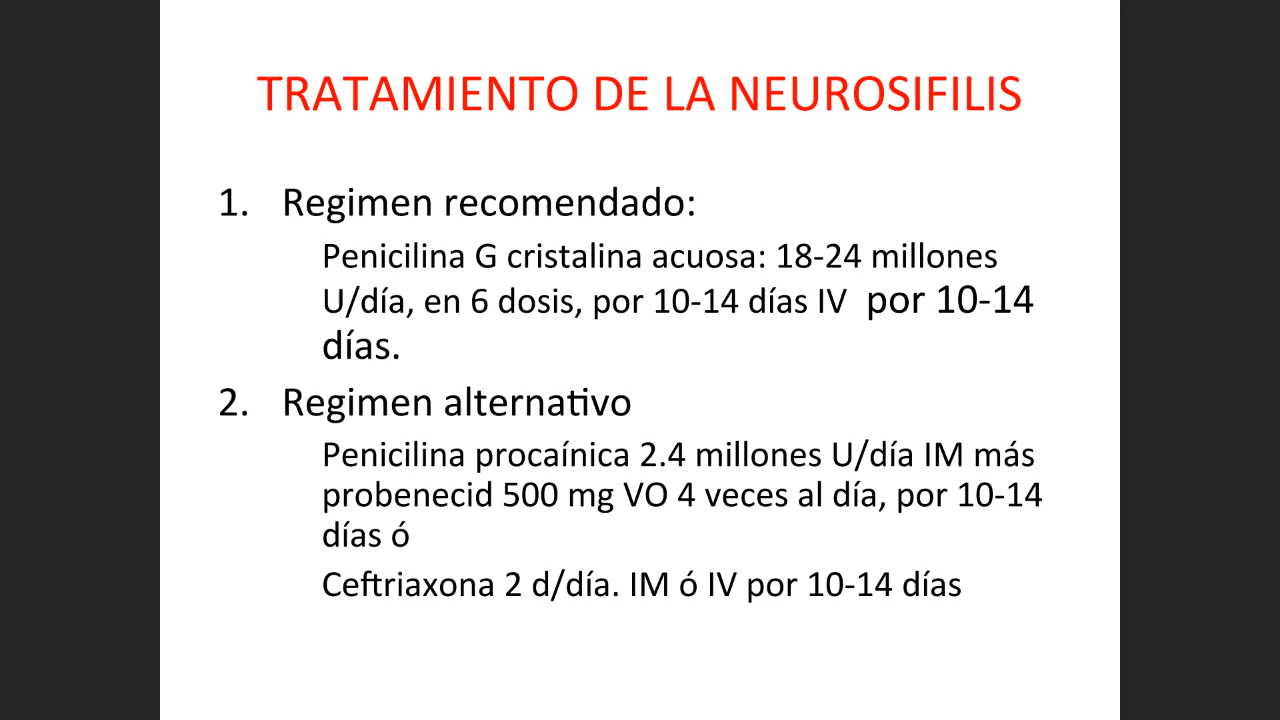 TRATAMIENTO DE LA NEUROSIFILIS
1. Regimen recomendado:
Penicilina G cristalina acuosa: 18-24 millones
U/día, en 6 dosis, por 10-14 días IV por 10-14
días.
2. Regimen alternativo
Penicilina procaínica 2.4 millones U/día IM más
probenecid 500 mg VO 4 veces al día, por 10-14
días ó
Ceftriaxona 2 d/día. IM ó IV por 10-14 días